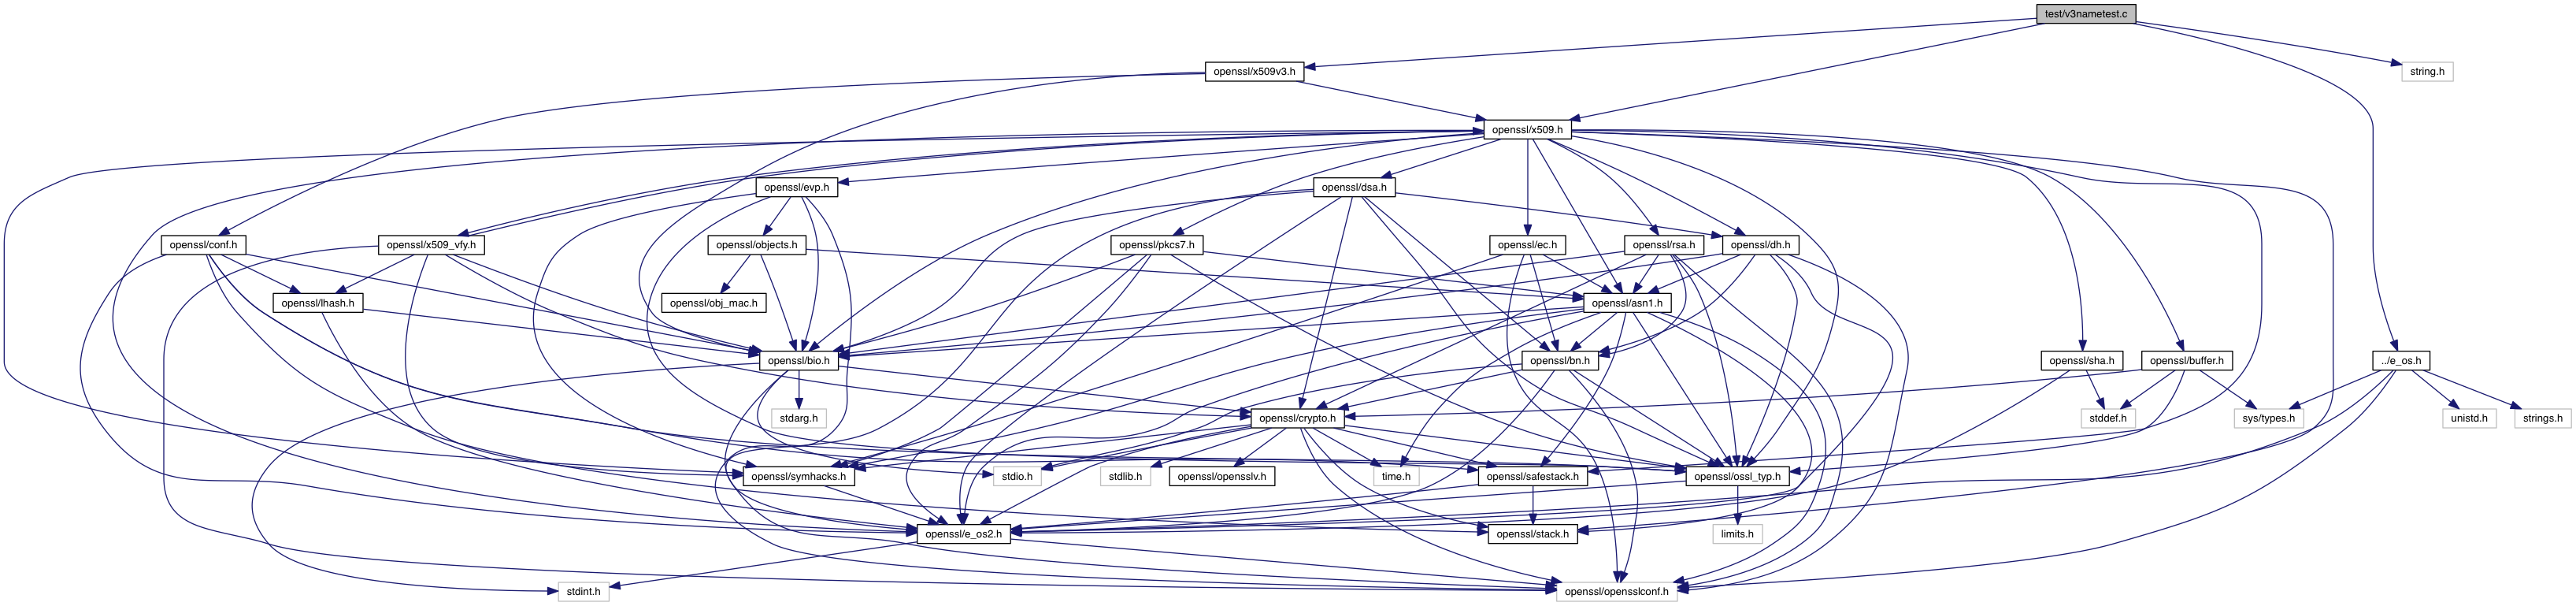 test/v3nametest.c
openssl/x509v3.h
string.h
openssl/x509.h
openssl/evp.h
openssl/dsa.h
openssl/conf.h
openssl/x509_vfy.h
openssl/objects.h
openssl/pkcs7.h
openssl/ec.h
openssl/rsa.h
openssl/dh.h
openssl/lhash.h
openssl/obj_mac.h
openssl/asn1.h
openssl/bio.h
openssl/bn.h
openssl/sha.h
openssl/buffer.h
../e_os.h
stdarg.h
openssl/crypto.h
stddef.h
sys/types.h
unistd.h
strings.h
openssl/symhacks.h
stdio.h
stdlib.h
openssl/opensslv.h
time.h
openssl/safestack.h
openssl/ossl_typ.h
openssl/e_os2.h
openssl/stack.h
limits.h
stdint.h
openssl/opensslconf.h